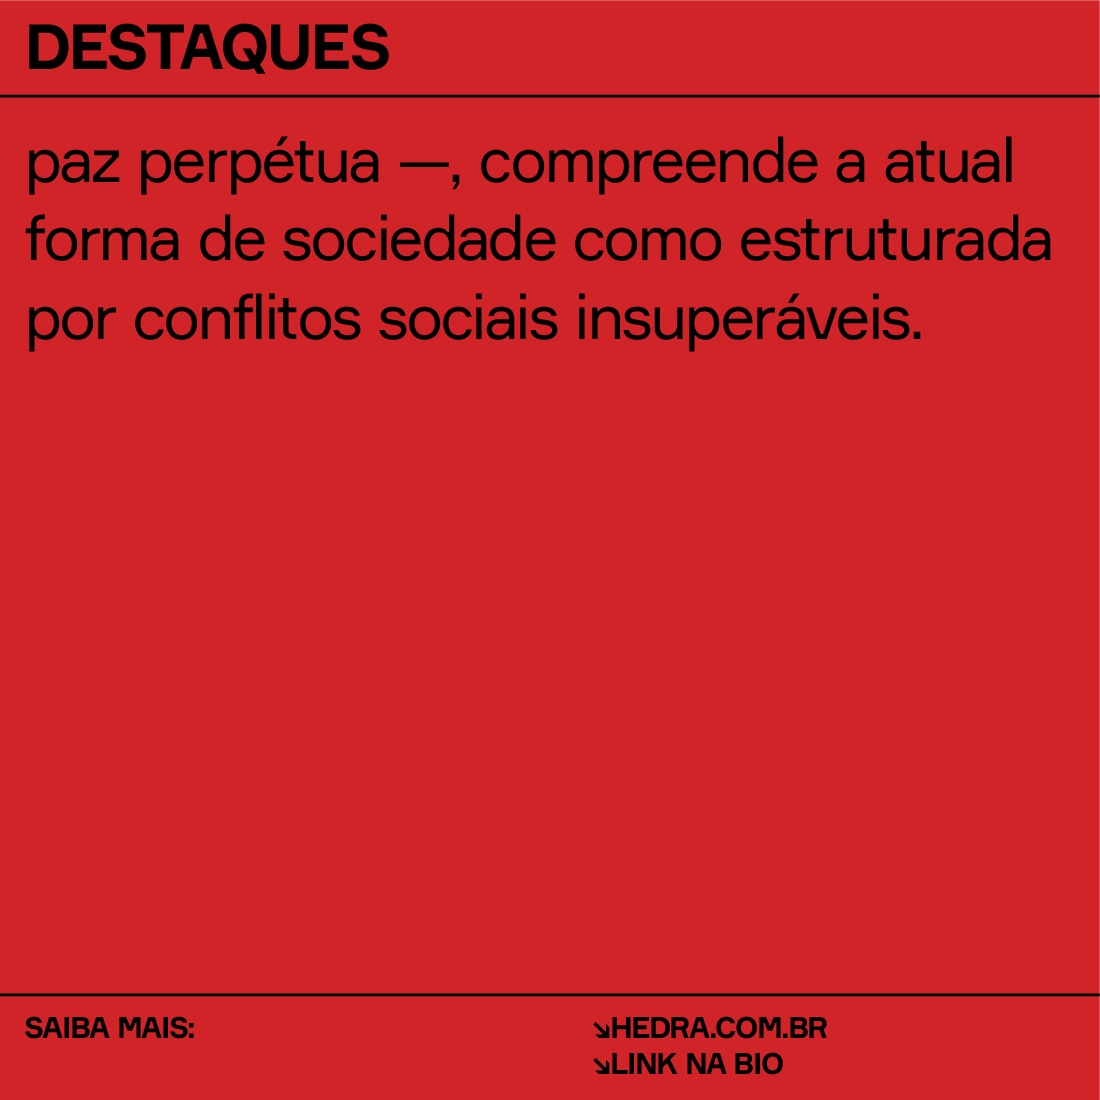 DESTAQUES
paz perpétua —, compreende a atual
forma de sociedade como estruturada
por conflitos sociais insuperáveis.
SAIBA MAIS:
↘HEDRA.COM.BR
↘LINK NA BIO